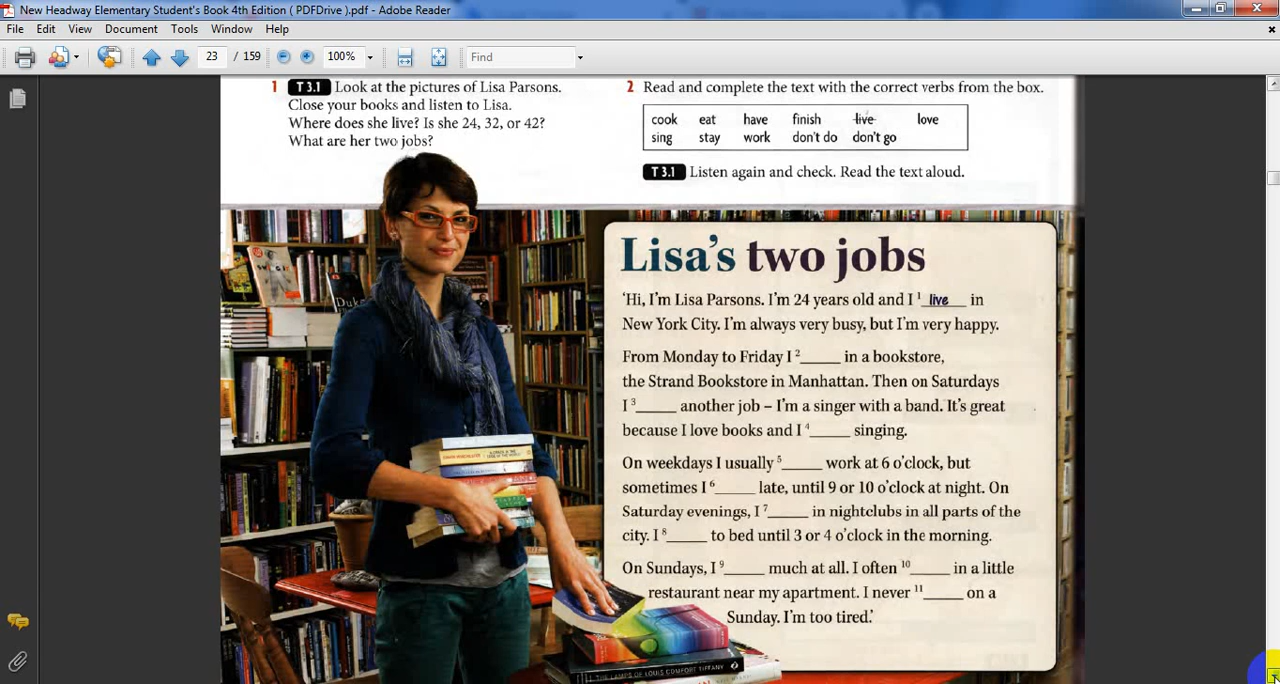 New Headway Elementary Student's Book 4th Edition ( PDFDrive ).pdf - Adobe Reader
File Edit View Document Tools Window Help
23 / 159 100% Find
1 T 3.1 Look at the pictures of Lisa Parsons.
Close your books and listen to Lisa.
Where does she live? Is she 24, 32, or 42?
What are her two jobs?
2 Read and complete the text with the correct verbs from the box.
cook eat have finish live love
sing stay work don't do don't go
T 3.1 Listen again and check. Read the text aloud.
Lisa's two jobs
'Hi, I'm Lisa Parsons. I'm 24 years old and I ¹ live in
New York City. I'm always very busy, but I'm very happy.
From Monday to Friday I ²_____ in a bookstore,
the Strand Bookstore in Manhattan. Then on Saturdays
I ³_____ another job – I'm a singer with a band. It's great
because I love books and I ⁴_____ singing.
On weekdays I usually ⁵_____ work at 6 o'clock, but
sometimes I ⁶_____ late, until 9 or 10 o'clock at night. On
Saturday evenings, I ⁷_____ in nightclubs in all parts of the
city. I ⁸_____ to bed until 3 or 4 o'clock in the morning.
On Sundays, I ⁹_____ much at all. I often ¹⁰_____ in a little
restaurant near my apartment. I never ¹¹_____ on a
Sunday. I'm too tired.'
Duke
THE LAMPS OF LOUIS COMFORT TIFFANY